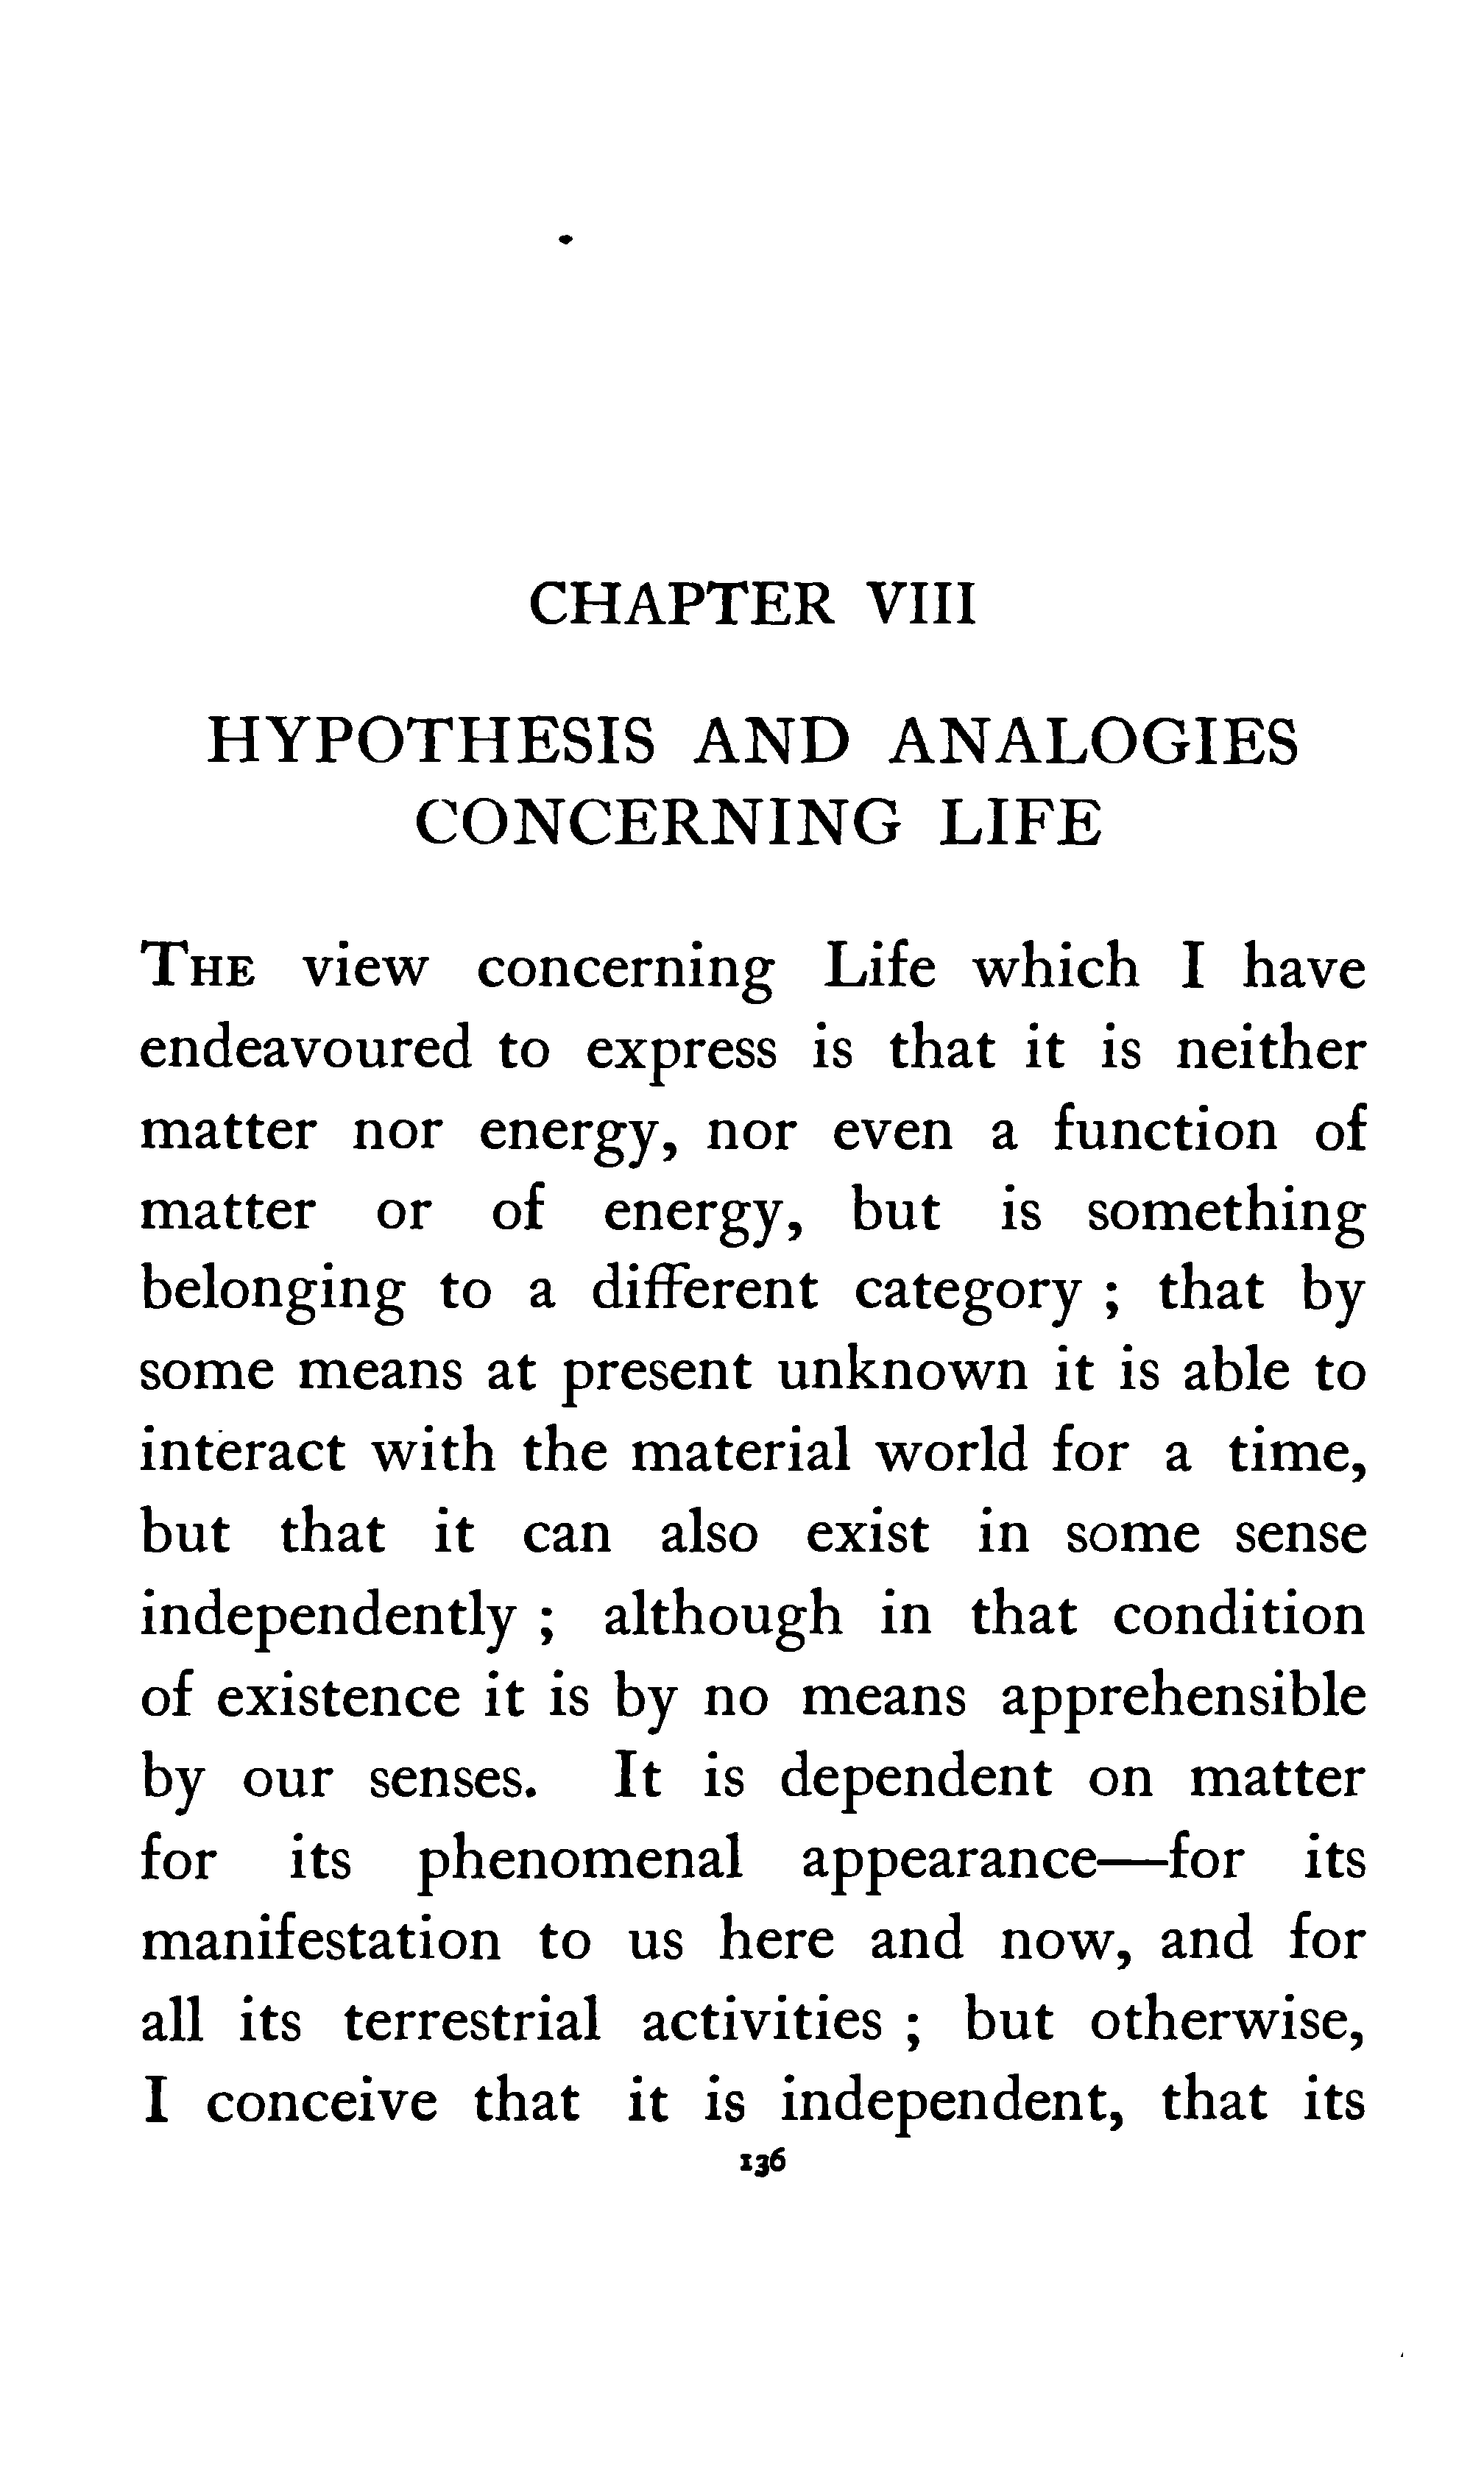 CHAPTER VIII
HYPOTHESIS AND ANALOGIES
CONCERNING LIFE
THE view concerning Life which I have
endeavoured to express is that it is neither
matter nor energy, nor even a function of
matter or of energy, but is something
belonging to a different category ; that by
some means at present unknown it is able to
interact with the material world for a time,
but that it can also exist in some sense
independently ; although in that condition
of existence it is by no means apprehensible
by our senses. It is dependent on matter
for its phenomenal appearance—for its
manifestation to us here and now, and for
all its terrestrial activities ; but otherwise,
I conceive that it is independent, that its
136